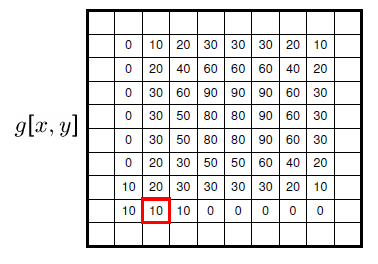 g[x, y]
0 10 20 30 30 30 20 10
0 20 40 60 60 60 40 20
0 30 60 90 90 90 60 30
0 30 50 80 80 90 60 30
0 30 50 80 80 90 60 30
0 20 30 50 50 60 40 20
10 20 30 30 30 30 20 10
10 10 10 0 0 0 0 0